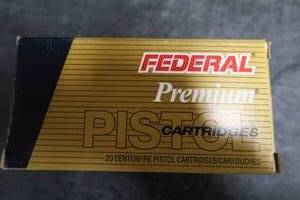 FEDERAL
Premium
PISTOL
CARTRIDGES
20 CENTERFIRE PISTOL CARTRIDGES/CARTOUCHES